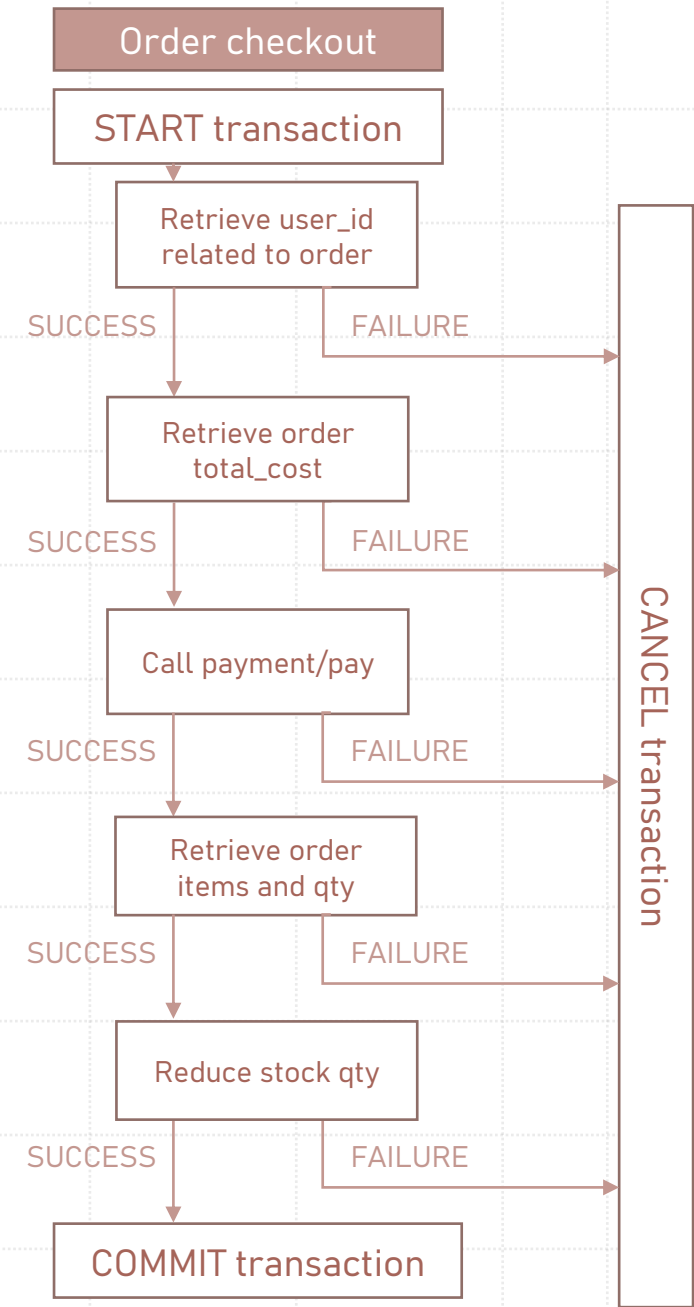 Order checkout
START transaction
Retrieve user_id
related to order
SUCCESS
FAILURE
Retrieve order
total_cost
SUCCESS
FAILURE
Call payment/pay
SUCCESS
FAILURE
Retrieve order
items and qty
SUCCESS
FAILURE
Reduce stock qty
SUCCESS
FAILURE
COMMIT transaction
CANCEL transaction